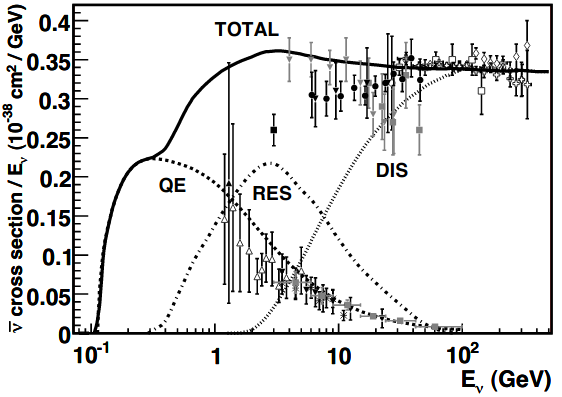 ν̅ cross section / Eν (10⁻³⁸ cm² / GeV)
0.4
0.35
0.3
0.25
0.2
0.15
0.1
0.05
0
TOTAL
QE
RES
DIS
10⁻¹ 1 10 10²
Eν (GeV)